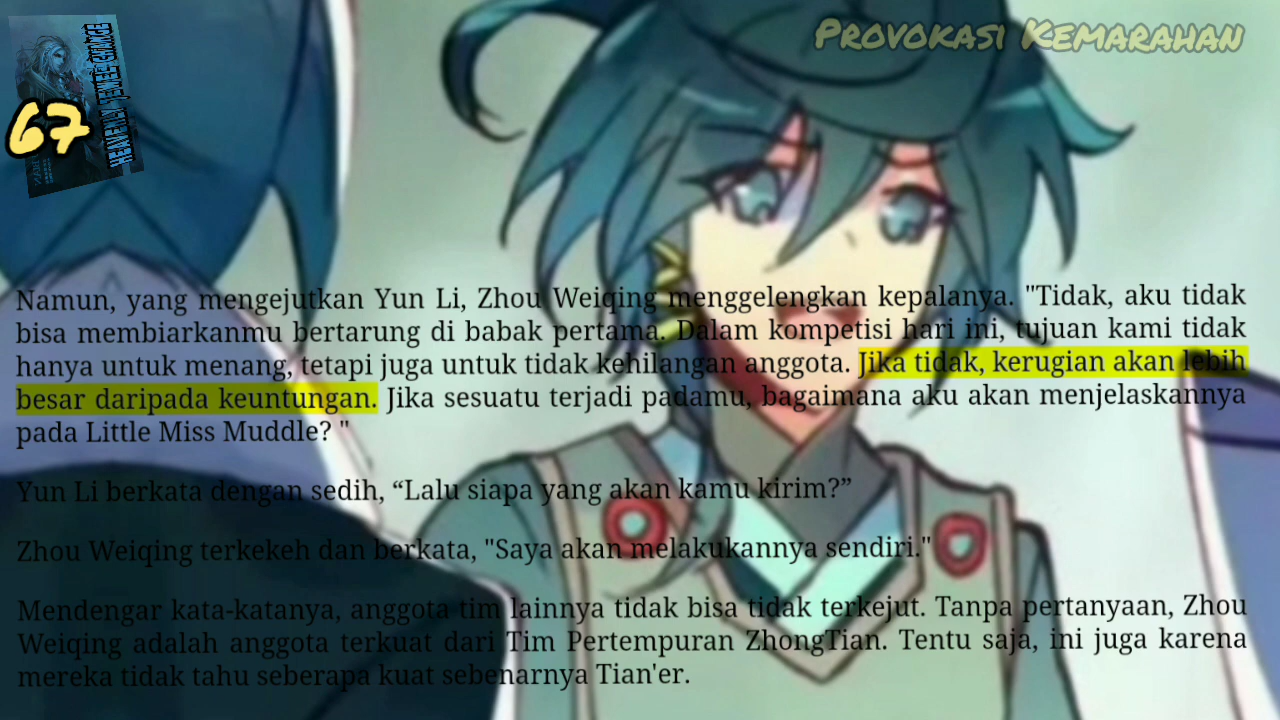 Provokasi Kemarahan
HEAVENLY JEWEL CHANGE
67
Namun, yang mengejutkan Yun Li, Zhou Weiqing menggelengkan kepalanya. "Tidak, aku tidak
bisa membiarkanmu bertarung di babak pertama. Dalam kompetisi hari ini, tujuan kami tidak
hanya untuk menang, tetapi juga untuk tidak kehilangan anggota. Jika tidak, kerugian akan lebih
besar daripada keuntungan. Jika sesuatu terjadi padamu, bagaimana aku akan menjelaskannya
pada Little Miss Muddle? "
Yun Li berkata dengan sedih, “Lalu siapa yang akan kamu kirim?”
Zhou Weiqing terkekeh dan berkata, "Saya akan melakukannya sendiri."
Mendengar kata-katanya, anggota tim lainnya tidak bisa tidak terkejut. Tanpa pertanyaan, Zhou
Weiqing adalah anggota terkuat dari Tim Pertempuran ZhongTian. Tentu saja, ini juga karena
mereka tidak tahu seberapa kuat sebenarnya Tian'er.